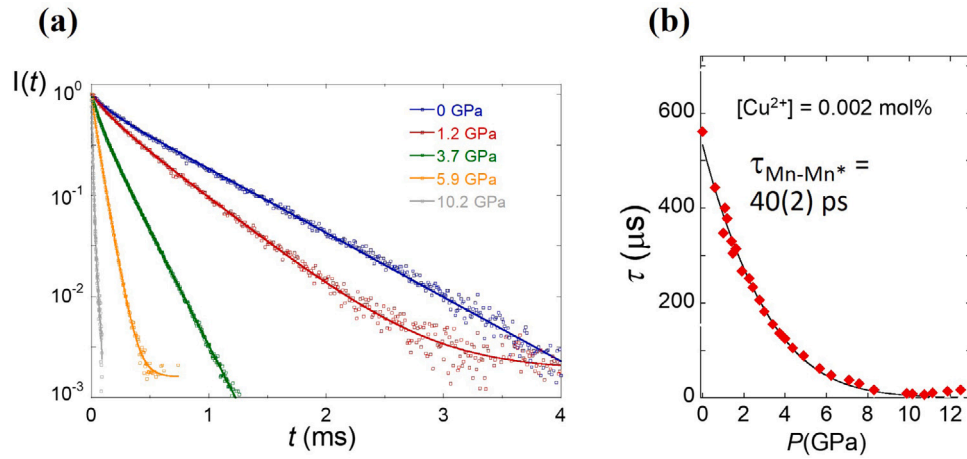 (a)
I(t)
10⁰
10⁻¹
10⁻²
10⁻³
0 GPa
1.2 GPa
3.7 GPa
5.9 GPa
10.2 GPa
0 1 2 3 4
t (ms)
(b)
τ (μs)
600
400
200
0
[Cu²⁺] = 0.002 mol%
τMn-Mn* =
40(2) ps
0 2 4 6 8 10 12
P(GPa)